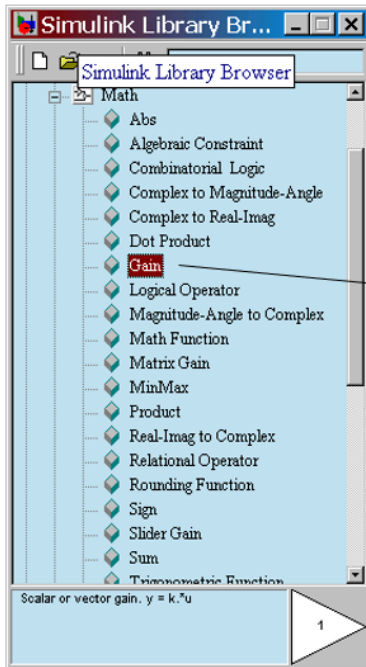 Simulink Library Br...
Simulink Library Browser
Math
Abs
Algebraic Constraint
Combinatorial Logic
Complex to Magnitude-Angle
Complex to Real-Imag
Dot Product
Gain
Logical Operator
Magnitude-Angle to Complex
Math Function
Matrix Gain
MinMax
Product
Real-Imag to Complex
Relational Operator
Rounding Function
Sign
Slider Gain
Sum
Trigonometric Function
Scalar or vector gain. y = k.*u
1